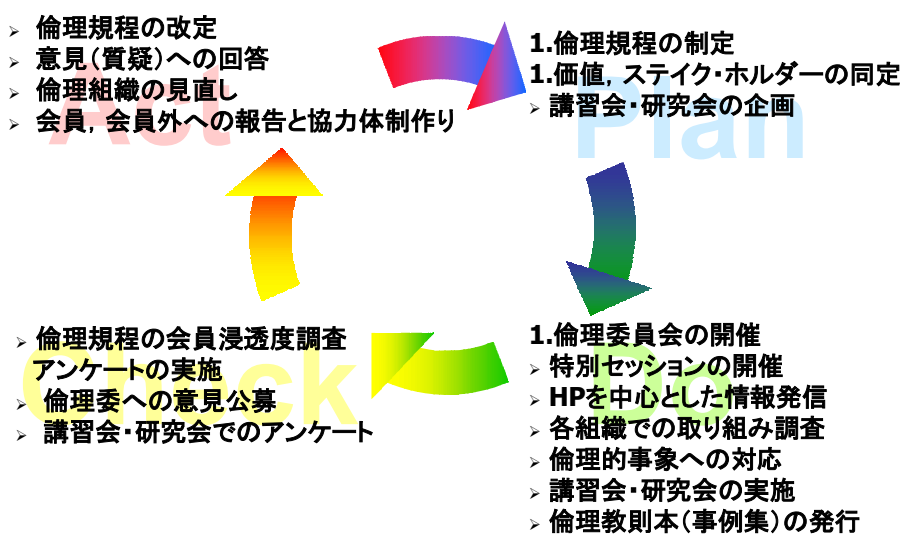 Act
➢ 倫理規程の改定
➢ 意見（質疑）への回答
➢ 倫理組織の見直し
➢ 会員，会員外への報告と協力体制作り
Plan
1.倫理規程の制定
1.価値，ステイク・ホルダーの同定
➢ 講習会・研究会の企画
Check
➢ 倫理規程の会員浸透度調査
アンケートの実施
➢ 倫理委への意見公募
➢ 講習会・研究会でのアンケート
Do
1.倫理委員会の開催
➢ 特別セッションの開催
➢ HPを中心とした情報発信
➢ 各組織での取り組み調査
➢ 倫理的事象への対応
➢ 講習会・研究会の実施
➢ 倫理教則本（事例集）の発行